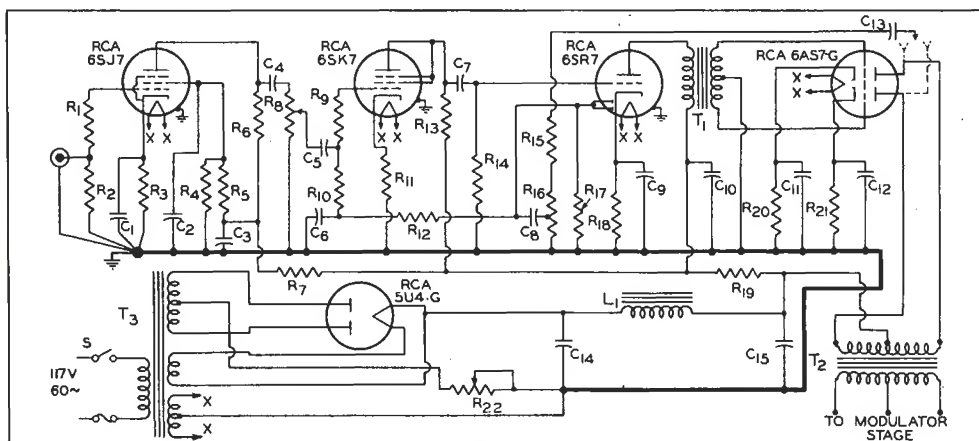 RCA
6SJ7
RCA
6SK7
RCA
6SR7
RCA 6AS7-G
C13
Y Y
C4
C7
R1
R8
R9
R6
R13
X X
X X
X X
X
X
T1
C5
R15
R14
R2
R3
R4
R5
R10
R11
R16
R17
R18
C9
C10
C11
C12
R20
R21
C1
C2
C3
C6
R12
C8
R7
RCA
5U4-G
R19
L1
T3
S
117V
60~
C14
C15
T2
R22
X
X
TO MODULATOR
STAGE